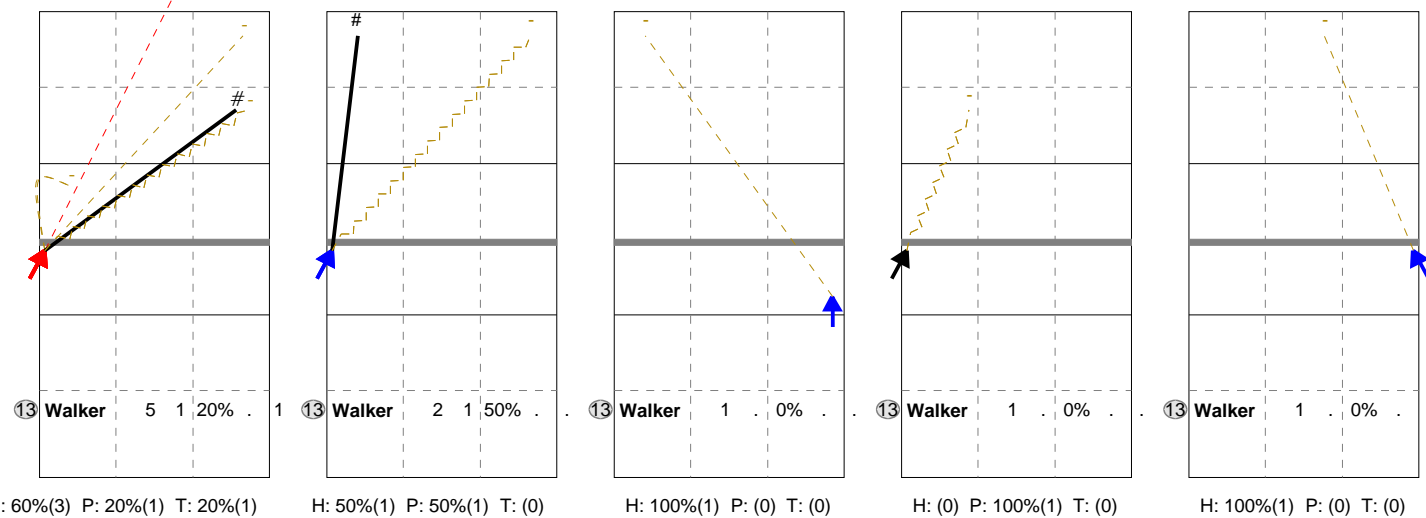 #
#
13 Walker 5 1 20% . 1
13 Walker 2 1 50% . .
13 Walker 1 . 0% . .
13 Walker 1 . 0% . .
13 Walker 1 . 0% .
: 60%(3) P: 20%(1) T: 20%(1)
H: 50%(1) P: 50%(1) T: (0)
H: 100%(1) P: (0) T: (0)
H: (0) P: 100%(1) T: (0)
H: 100%(1) P: (0) T: (0)